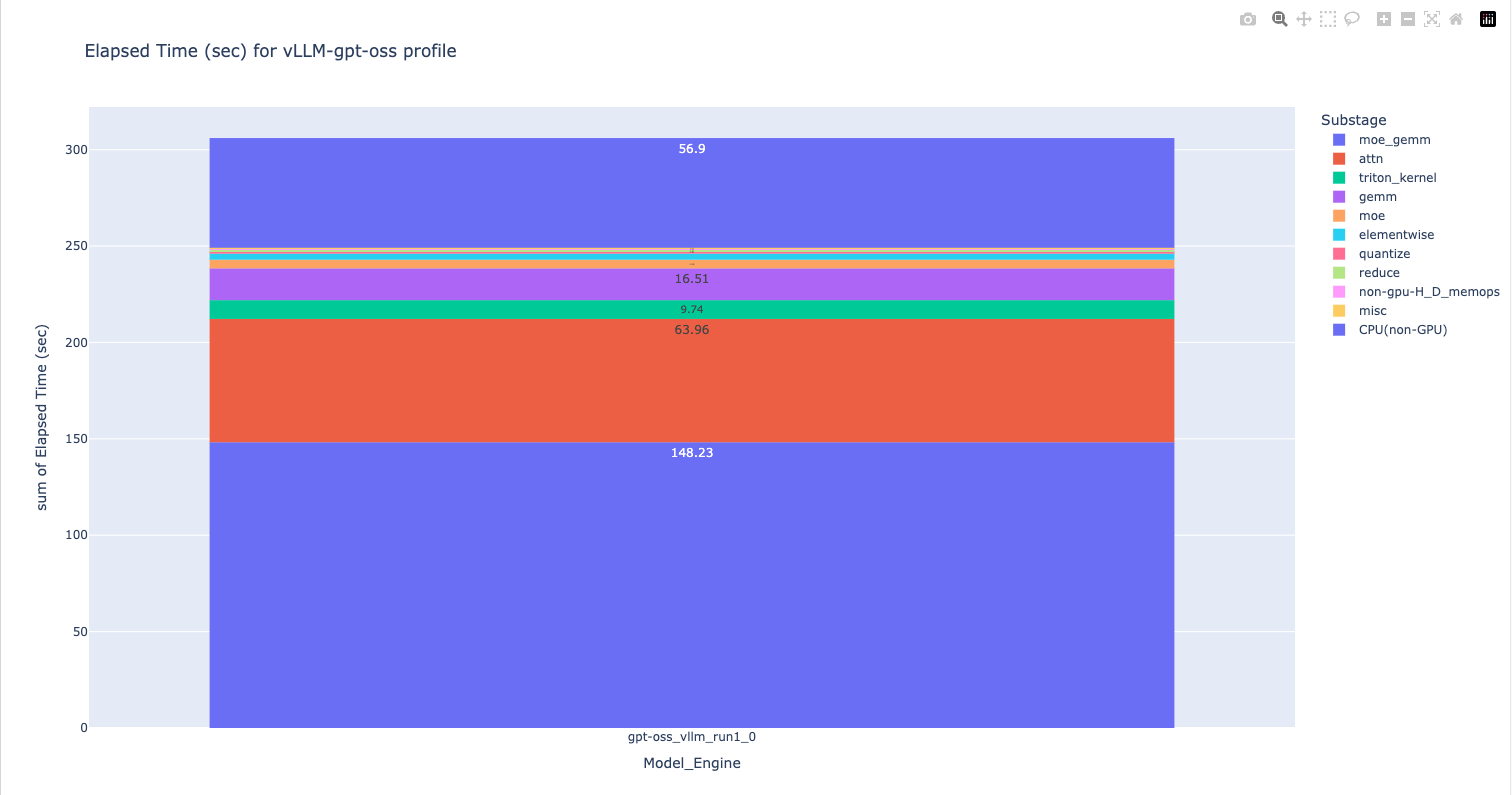 Elapsed Time (sec) for vLLM-gpt-oss profile
sum of Elapsed Time (sec)
300
250
200
150
100
50
0
56.9
16.51
9.74
63.96
148.23
gpt-oss_vllm_run1_0
Model_Engine
Substage
moe_gemm
attn
triton_kernel
gemm
moe
elementwise
quantize
reduce
non-gpu-H_D_memops
misc
CPU(non-GPU)